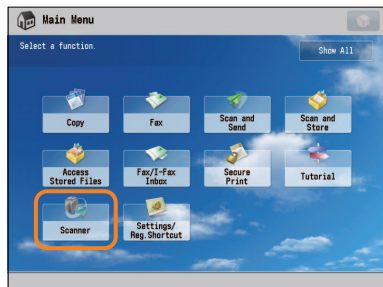 Main Menu
Select a function.
Show All
Copy
Fax
Scan and
Send
Scan and
Store
Access
Stored Files
Fax/I-Fax
Inbox
Secure
Print
Tutorial
Scanner
Settings/
Reg.Shortcut